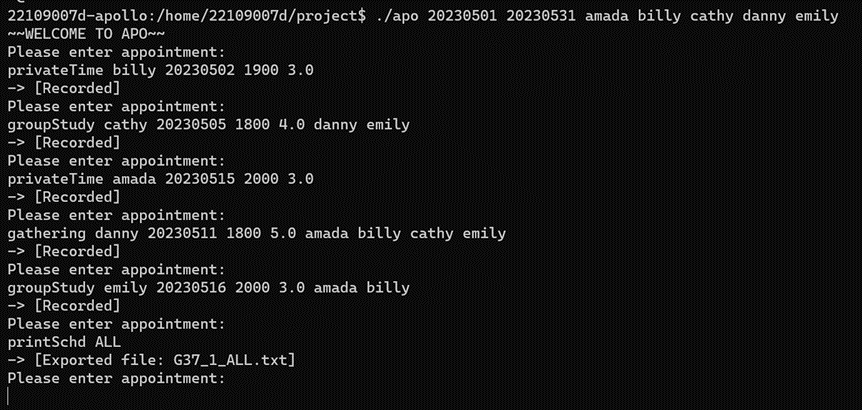 22109007d-apollo:/home/22109007d/project$ ./apo 20230501 20230531 amada billy cathy danny emily
~~WELCOME TO APO~~
Please enter appointment:
privateTime billy 20230502 1900 3.0
-> [Recorded]
Please enter appointment:
groupStudy cathy 20230505 1800 4.0 danny emily
-> [Recorded]
Please enter appointment:
privateTime amada 20230515 2000 3.0
-> [Recorded]
Please enter appointment:
gathering danny 20230511 1800 5.0 amada billy cathy emily
-> [Recorded]
Please enter appointment:
groupStudy emily 20230516 2000 3.0 amada billy
-> [Recorded]
Please enter appointment:
printSchd ALL
-> [Exported file: G37_1_ALL.txt]
Please enter appointment: